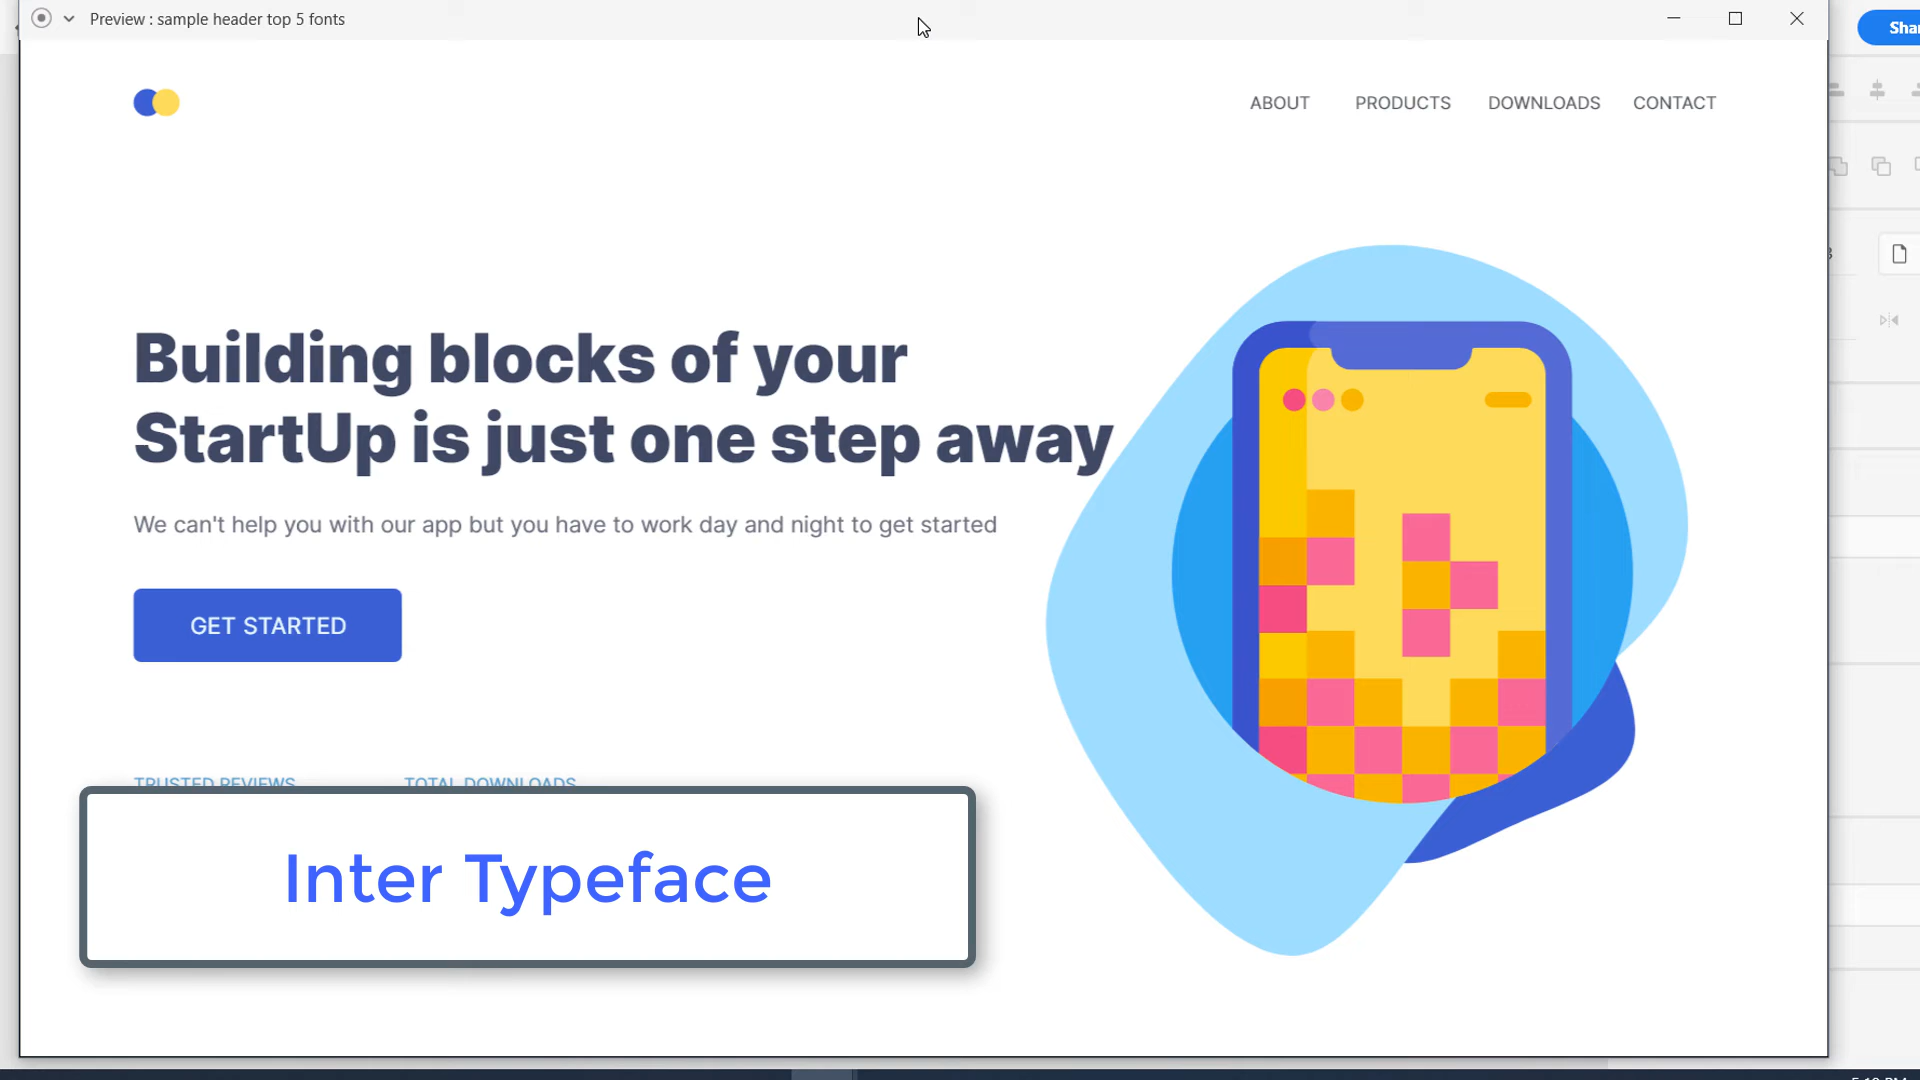 Preview : sample header top 5 fonts
ABOUT PRODUCTS DOWNLOADS CONTACT
Building blocks of your
StartUp is just one step away
We can't help you with our app but you have to work day and night to get started
GET STARTED
TRUSTED REVIEWS TOTAL DOWNLOADS
Inter Typeface